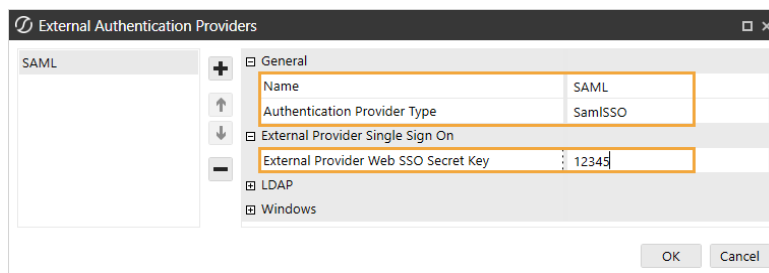 External Authentication Providers
SAML
General
Name SAML
Authentication Provider Type SamlSSO
External Provider Single Sign On
External Provider Web SSO Secret Key 12345
LDAP
Windows
OK Cancel